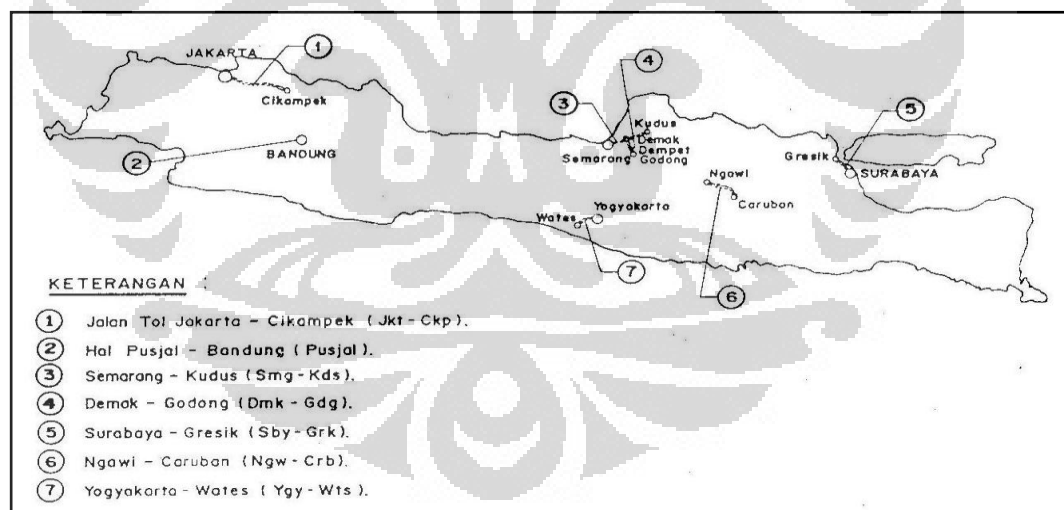 JAKARTA
1
Cikampek
2
BANDUNG
3
4
Kudus
Demak
Dempet
Semarang
Godong
5
Gresik
SURABAYA
Ngawi
Caruban
Wates
Yogyakarta
7
6
KETERANGAN :
1 Jalan Tol Jakarta - Cikampek (Jkt-Ckp).
2 Hal Pusjal - Bandung (Pusjal).
3 Semarang - Kudus (Smg-Kds).
4 Demak - Godong (Dmk - Gdg).
5 Surabaya - Gresik (Sby-Grk).
6 Ngawi - Caruban (Ngw-Crb).
7 Yogyakarta - Wates (Ygy-Wts).